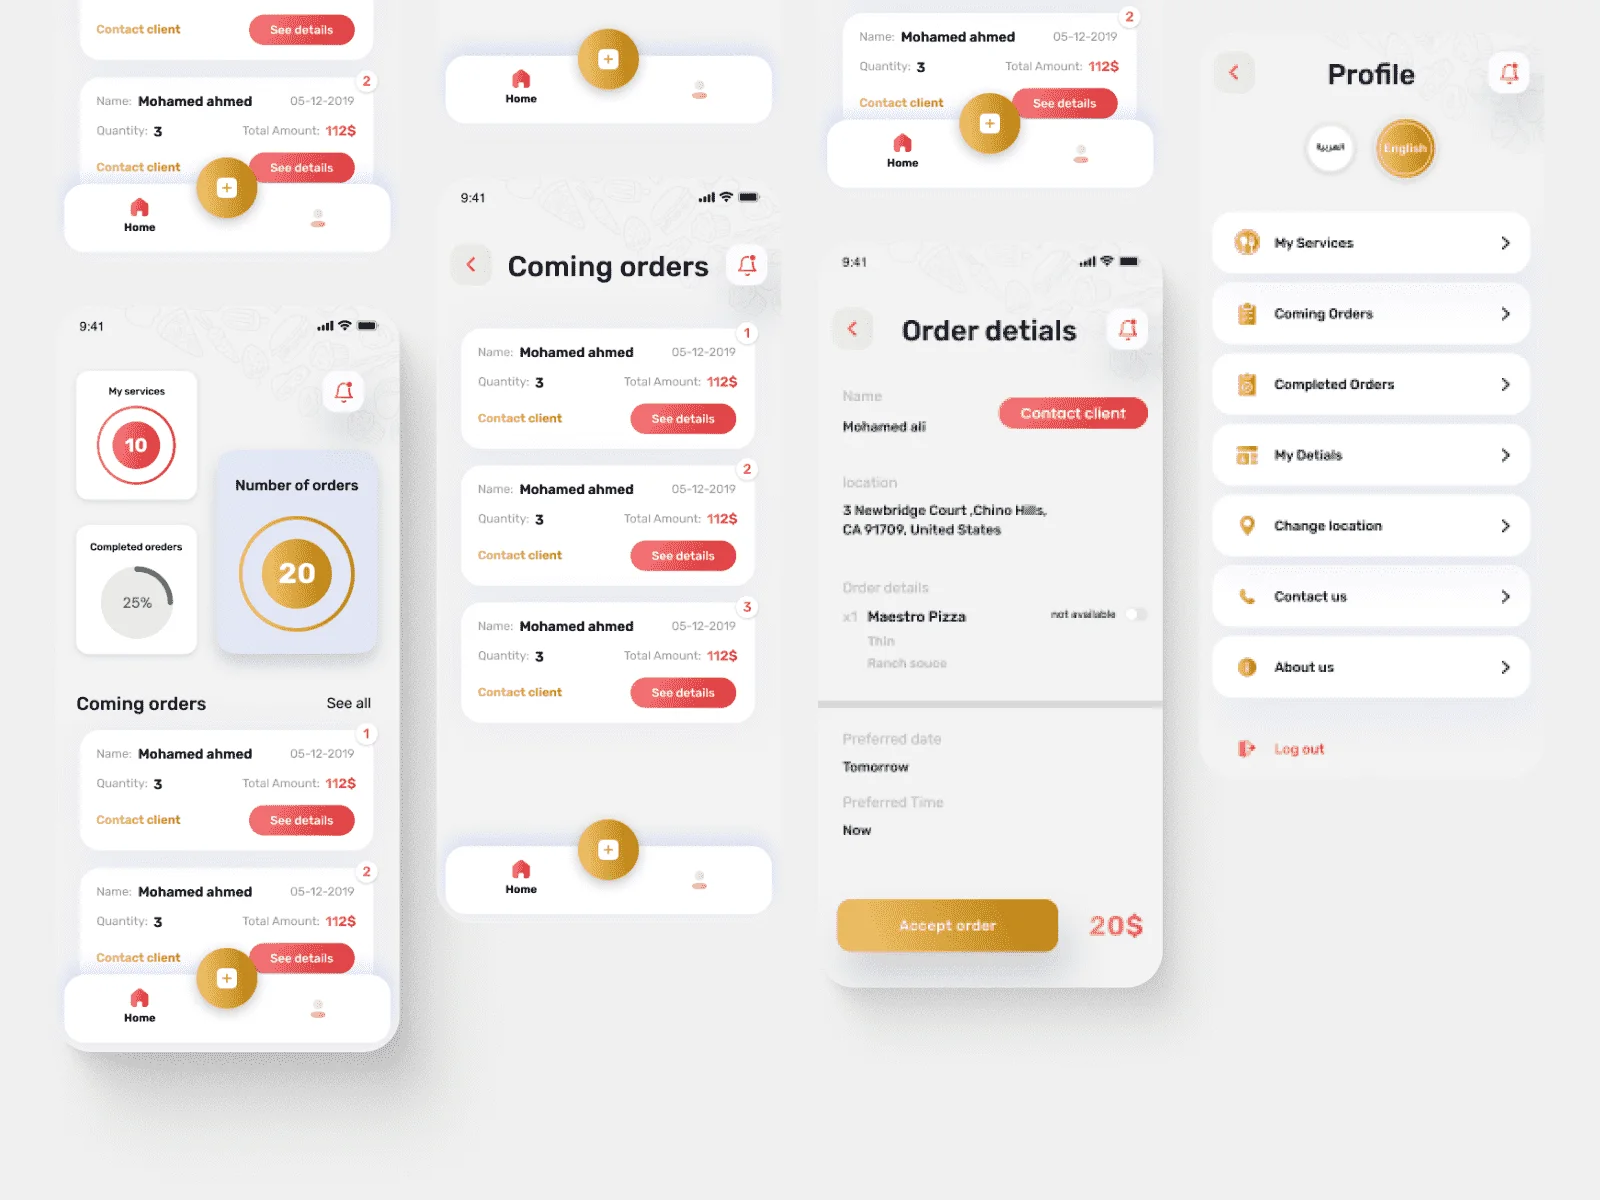 Contact client
See details
2
Name: Mohamed ahmed 05-12-2019
Quantity: 3 Total Amount: 112$
Contact client
See details
Home
9:41
My services
10
Number of orders
20
Completed oreders
25%
Coming orders
See all
1
Name: Mohamed ahmed 05-12-2019
Quantity: 3 Total Amount: 112$
Contact client
See details
2
Name: Mohamed ahmed 05-12-2019
Quantity: 3 Total Amount: 112$
Contact client
See details
Home
Home
9:41
Coming orders
1
Name: Mohamed ahmed 05-12-2019
Quantity: 3 Total Amount: 112$
Contact client
See details
2
Name: Mohamed ahmed 05-12-2019
Quantity: 3 Total Amount: 112$
Contact client
See details
3
Name: Mohamed ahmed 05-12-2019
Quantity: 3 Total Amount: 112$
Contact client
See details
Home
2
Name: Mohamed ahmed 05-12-2019
Quantity: 3 Total Amount: 112$
Contact client
See details
Home
9:41
Order detials
Name
Mohamed ali
Contact client
location
3 Newbridge Court ,Chino Hills,
CA 91709, United States
Order details
x1 Maestro Pizza
not available
Thin
Ranch souce
Preferred date
Tomorrow
Preferred Time
Now
Accept order
20$
Profile
العربية
English
My Services
Coming Orders
Completed Orders
My Detials
Change location
Contact us
About us
Log out